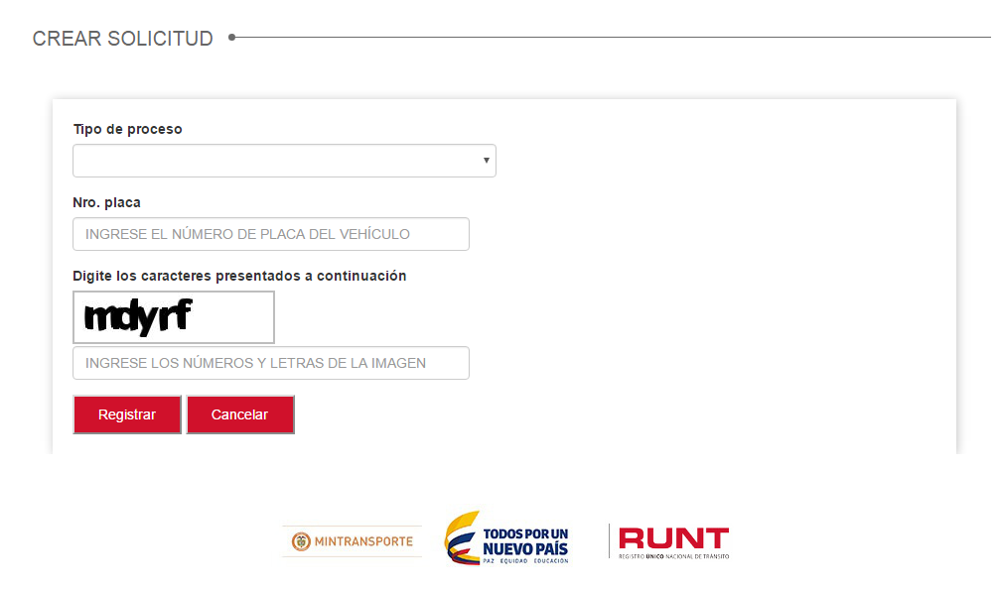 CREAR SOLICITUD
Tipo de proceso
Nro. placa
INGRESE EL NÚMERO DE PLACA DEL VEHÍCULO
Digite los caracteres presentados a continuación
mdyrf
INGRESE LOS NÚMEROS Y LETRAS DE LA IMAGEN
Registrar Cancelar
MINTRANSPORTE
TODOS POR UN
NUEVO PAÍS
PAZ EQUIDAD EDUCACIÓN
RUNT
REGISTRO ÚNICO NACIONAL DE TRÁNSITO